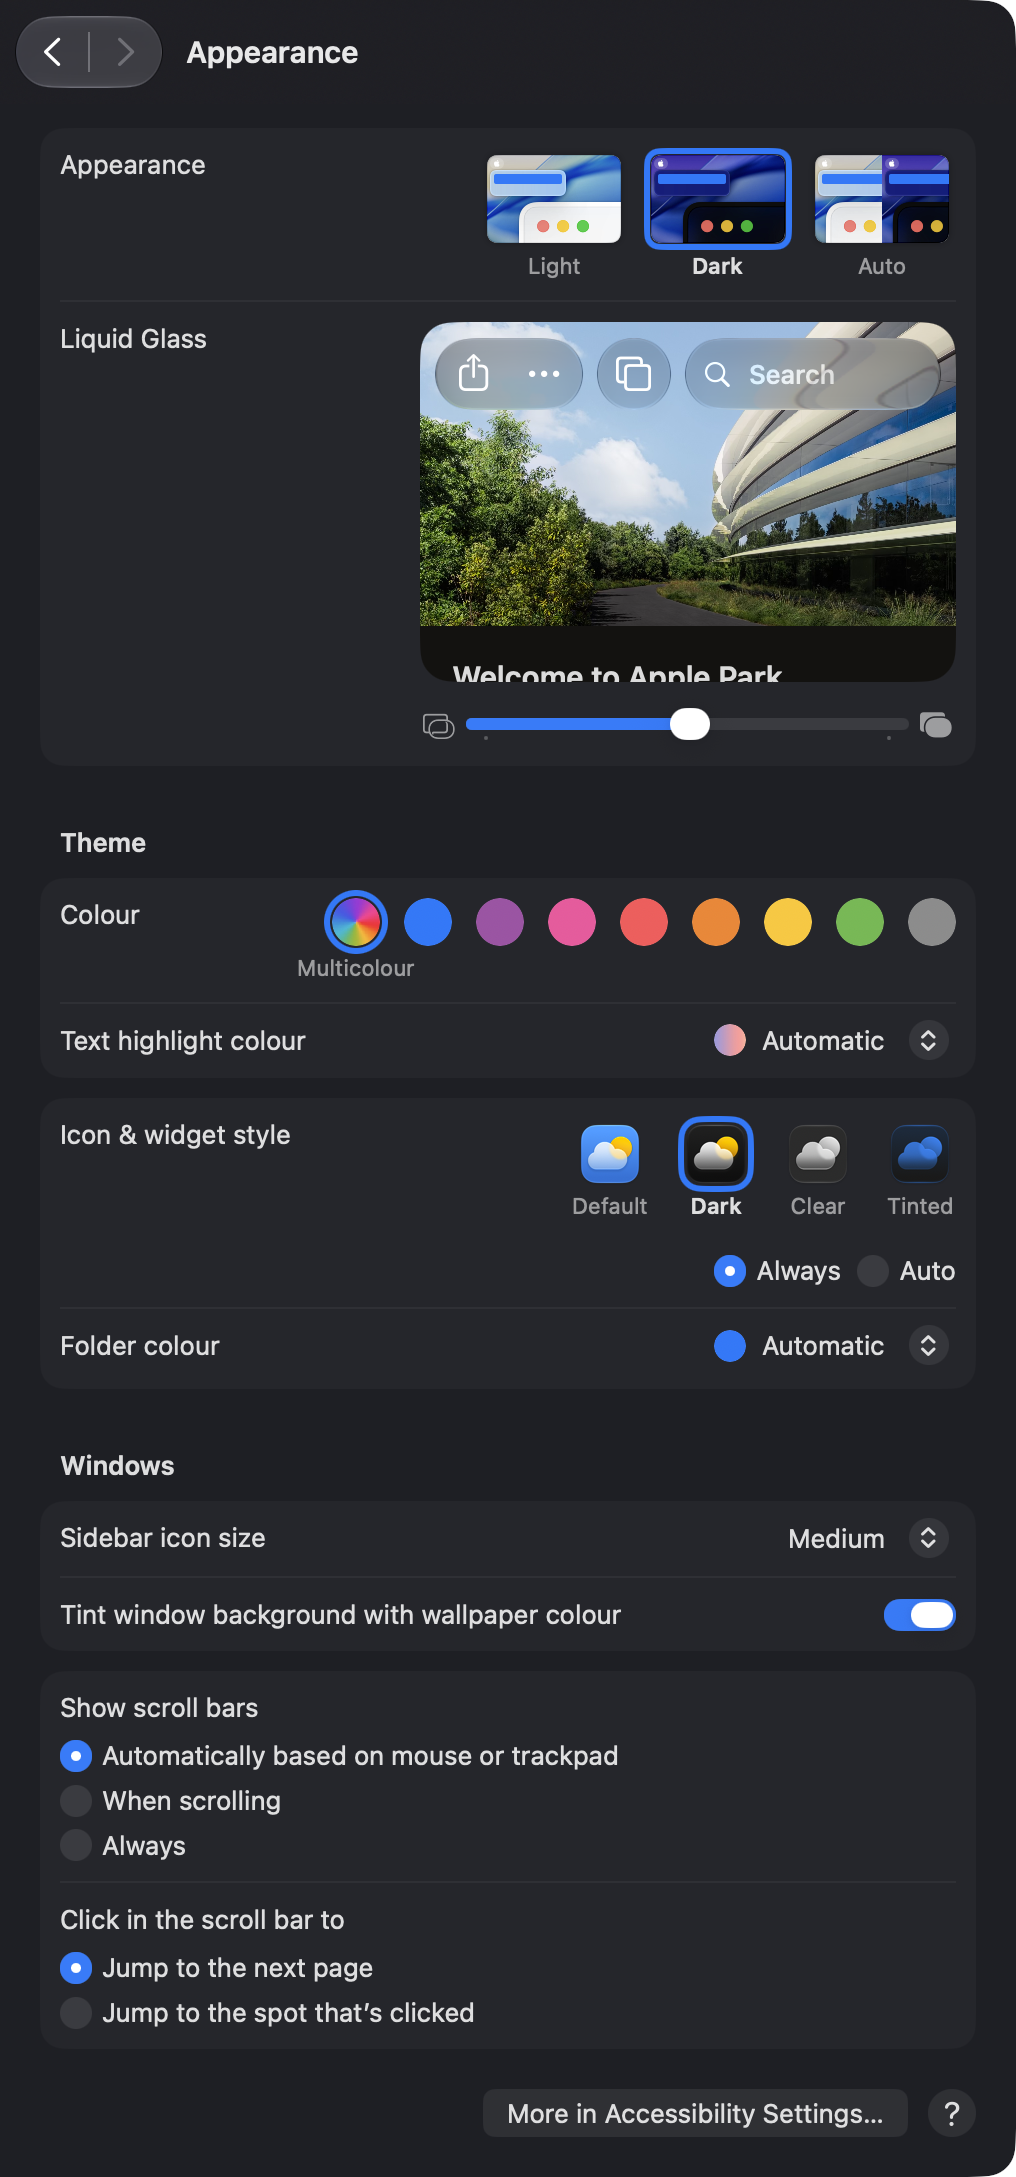 Appearance
Appearance
Light
Dark
Auto
Liquid Glass
Search
Welcome to Apple Park
Theme
Colour
Multicolour
Text highlight colour
Automatic
Icon & widget style
Default
Dark
Clear
Tinted
Always
Auto
Folder colour
Automatic
Windows
Sidebar icon size
Medium
Tint window background with wallpaper colour
Show scroll bars
Automatically based on mouse or trackpad
When scrolling
Always
Click in the scroll bar to
Jump to the next page
Jump to the spot that’s clicked
More in Accessibility Settings...
?